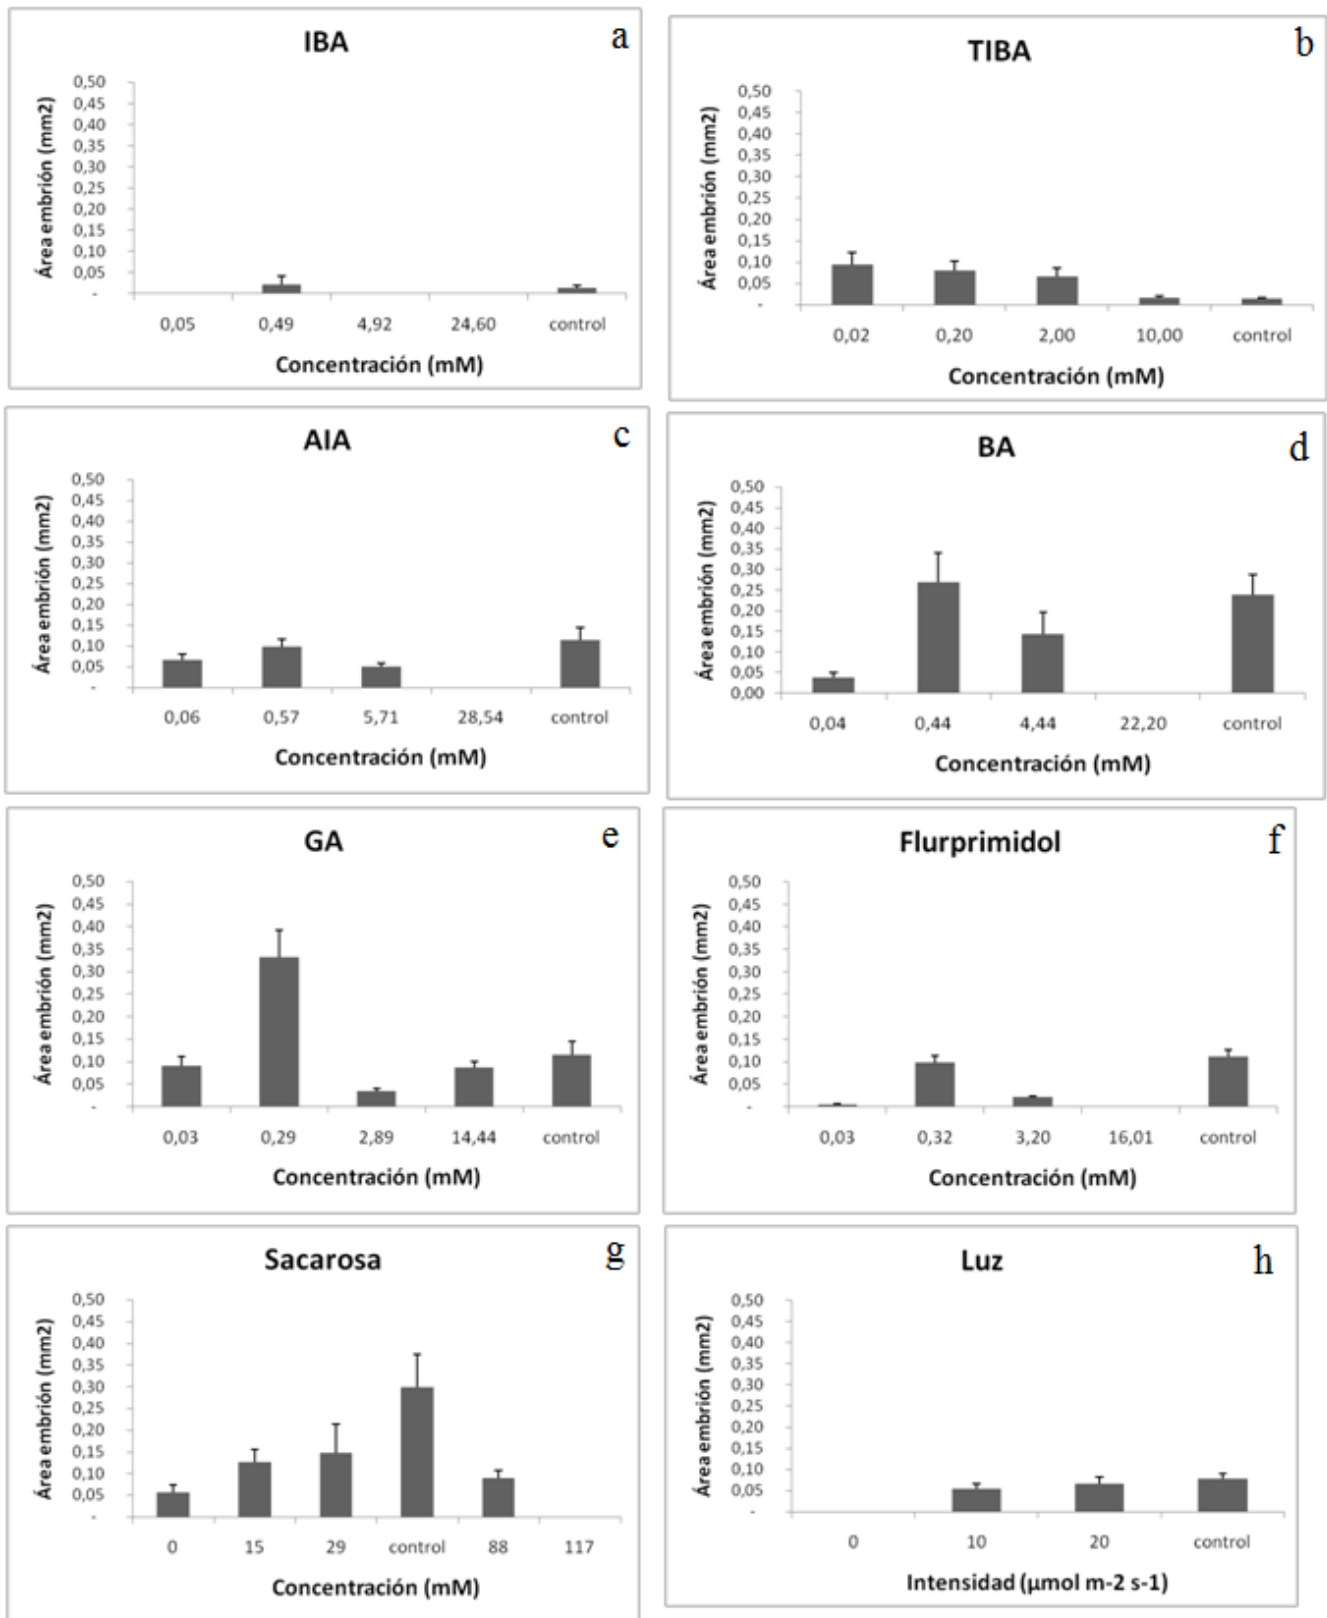 IBA
a
Área embrión (mm2)
0,50
0,45
0,40
0,35
0,30
0,25
0,20
0,15
0,10
0,05
-
0,05 0,49 4,92 24,60 control
Concentración (mM)
TIBA
b
Área embrión (mm2)
0,50
0,45
0,40
0,35
0,30
0,25
0,20
0,15
0,10
0,05
-
0,02 0,20 2,00 10,00 control
Concentración (mM)
AIA
c
Área embrión (mm2)
0,50
0,45
0,40
0,35
0,30
0,25
0,20
0,15
0,10
0,05
-
0,06 0,57 5,71 28,54 control
Concentración (mM)
BA
d
Área embrión (mm2)
0,50
0,45
0,40
0,35
0,30
0,25
0,20
0,15
0,10
0,05
0,00
0,04 0,44 4,44 22,20 control
Concentración (mM)
GA
e
Área embrión (mm2)
0,50
0,45
0,40
0,35
0,30
0,25
0,20
0,15
0,10
0,05
-
0,03 0,29 2,89 14,44 control
Concentración (mM)
Flurprimidol
f
Área embrión (mm2)
0,50
0,45
0,40
0,35
0,30
0,25
0,20
0,15
0,10
0,05
-
0,03 0,32 3,20 16,01 control
Concentración (mM)
Sacarosa
g
Área embrión (mm2)
0,50
0,45
0,40
0,35
0,30
0,25
0,20
0,15
0,10
0,05
-
0 15 29 control 88 117
Concentración (mM)
Luz
h
Área embrión (mm2)
0,50
0,45
0,40
0,35
0,30
0,25
0,20
0,15
0,10
0,05
-
0 10 20 control
Intensidad (µmol m-2 s-1)